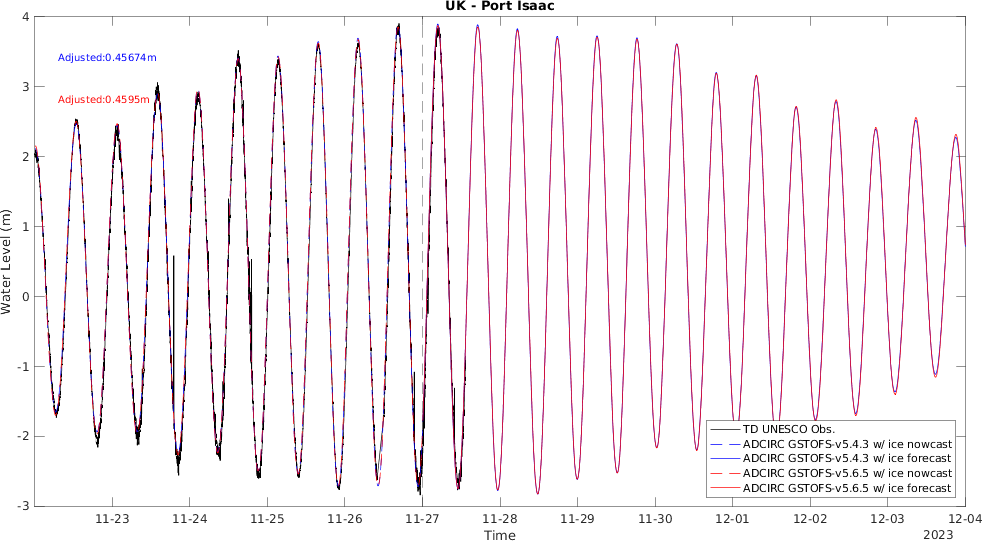 UK - Port Isaac
Adjusted:0.45674m
Adjusted:0.4595m
Water Level (m)
4
3
2
1
0
-1
-2
-3
TD UNESCO Obs.
ADCIRC GSTOFS-v5.4.3 w/ ice nowcast
ADCIRC GSTOFS-v5.4.3 w/ ice forecast
ADCIRC GSTOFS-v5.6.5 w/ ice nowcast
ADCIRC GSTOFS-v5.6.5 w/ ice forecast
11-23 11-24 11-25 11-26 11-27 11-28 11-29 11-30 12-01 12-02 12-03 12-04
Time
2023